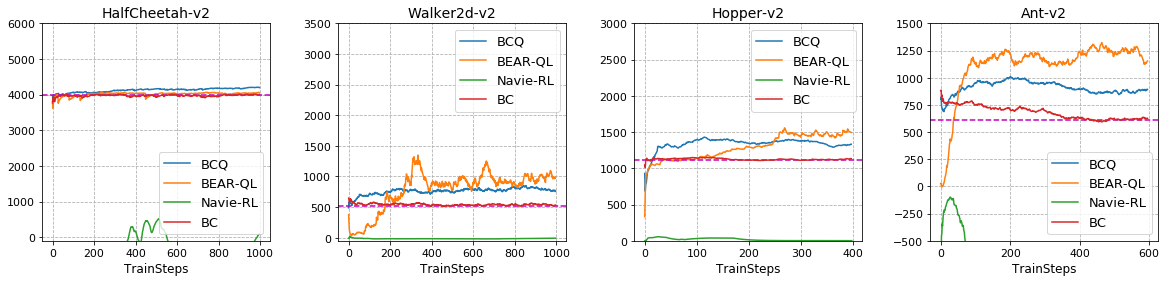 HalfCheetah-v2
6000
5000
4000
3000
2000
1000
0
0 200 400 600 800 1000
TrainSteps
BCQ
BEAR-QL
Navie-RL
BC
Walker2d-v2
3500
3000
2500
2000
1500
1000
500
0
0 200 400 600 800 1000
TrainSteps
BCQ
BEAR-QL
Navie-RL
BC
Hopper-v2
3000
2500
2000
1500
1000
500
0
0 100 200 300 400
TrainSteps
BCQ
BEAR-QL
Navie-RL
BC
Ant-v2
1500
1250
1000
750
500
250
0
−250
−500
0 200 400 600
TrainSteps
BCQ
BEAR-QL
Navie-RL
BC